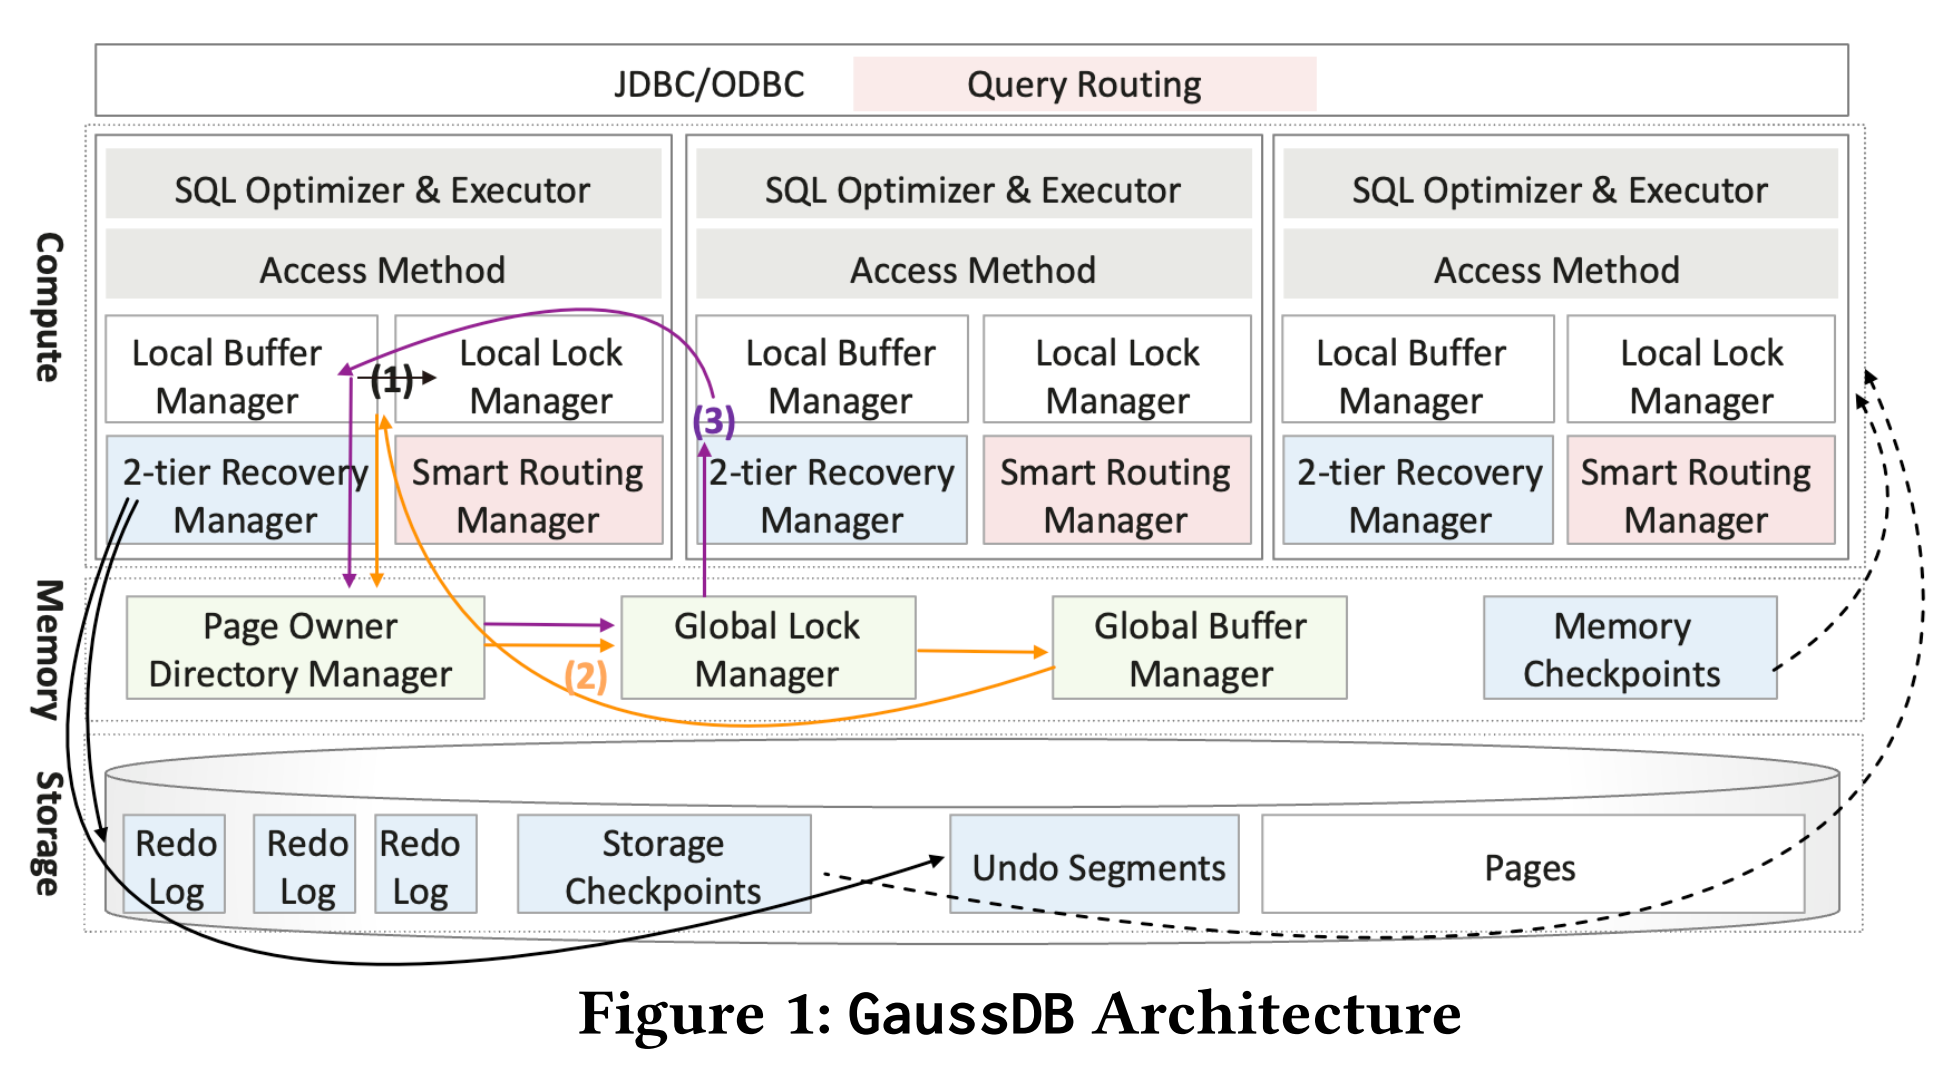 JDBC/ODBC Query Routing
Compute
SQL Optimizer & Executor
Access Method
Local Buffer
Manager
(1)
Local Lock
Manager
2-tier Recovery
Manager
Smart Routing
Manager
SQL Optimizer & Executor
Access Method
Local Buffer
Manager
Local Lock
Manager
(3)
2-tier Recovery
Manager
Smart Routing
Manager
SQL Optimizer & Executor
Access Method
Local Buffer
Manager
Local Lock
Manager
2-tier Recovery
Manager
Smart Routing
Manager
Memory
Page Owner
Directory Manager
(2)
Global Lock
Manager
Global Buffer
Manager
Memory
Checkpoints
Storage
Redo
Log
Redo
Log
Redo
Log
Storage
Checkpoints
Undo Segments
Pages
Figure 1: GaussDB Architecture